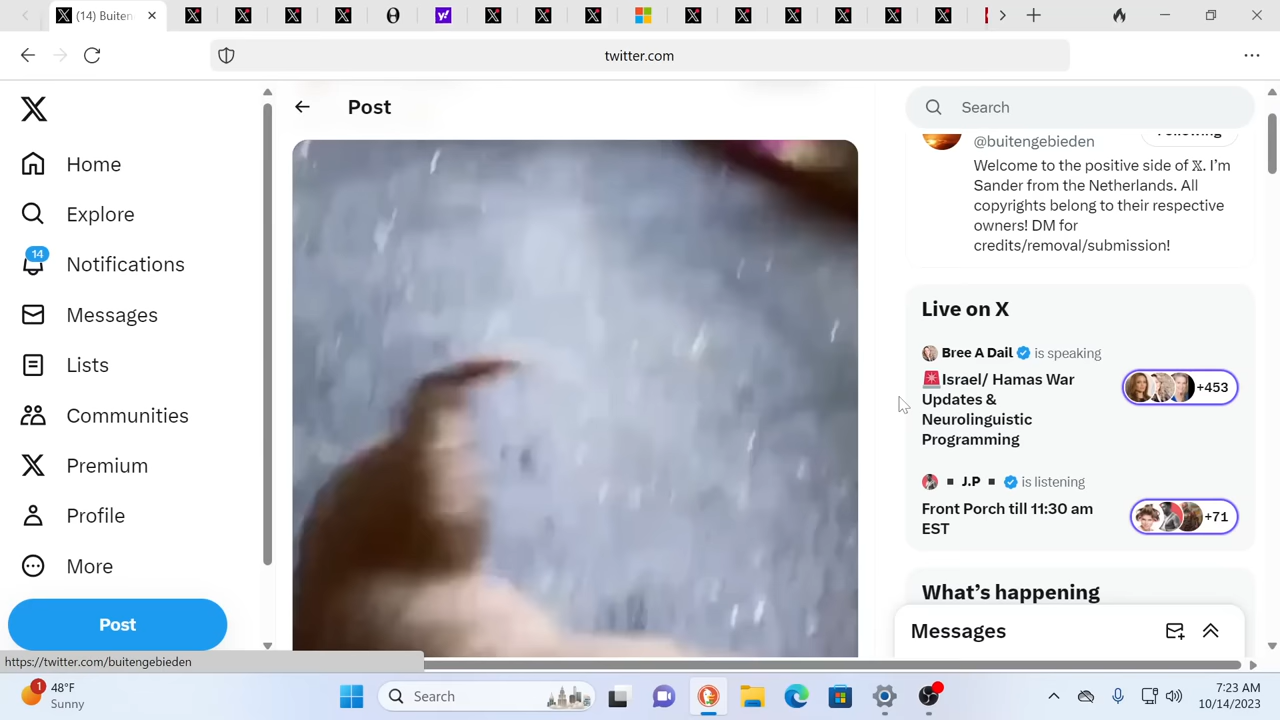 (14) Buiten
twitter.com
Post
Search
Home
Explore
14
Notifications
Messages
Lists
Communities
Premium
Profile
More
Post
@buitengebieden
Following
Welcome to the positive side of 𝕏. I’m
Sander from the Netherlands. All
copyrights belong to their respective
owners! DM for
credits/removal/submission!
Live on X
Bree A Dail is speaking
🚨Israel/ Hamas War
Updates &
Neurolinguistic
Programming
+453
▪ J.P ▪ is listening
Front Porch till 11:30 am
EST
+71
What’s happening
Messages
https://twitter.com/buitengebieden
1
48°F
Sunny
Search
7:23 AM
10/14/2023